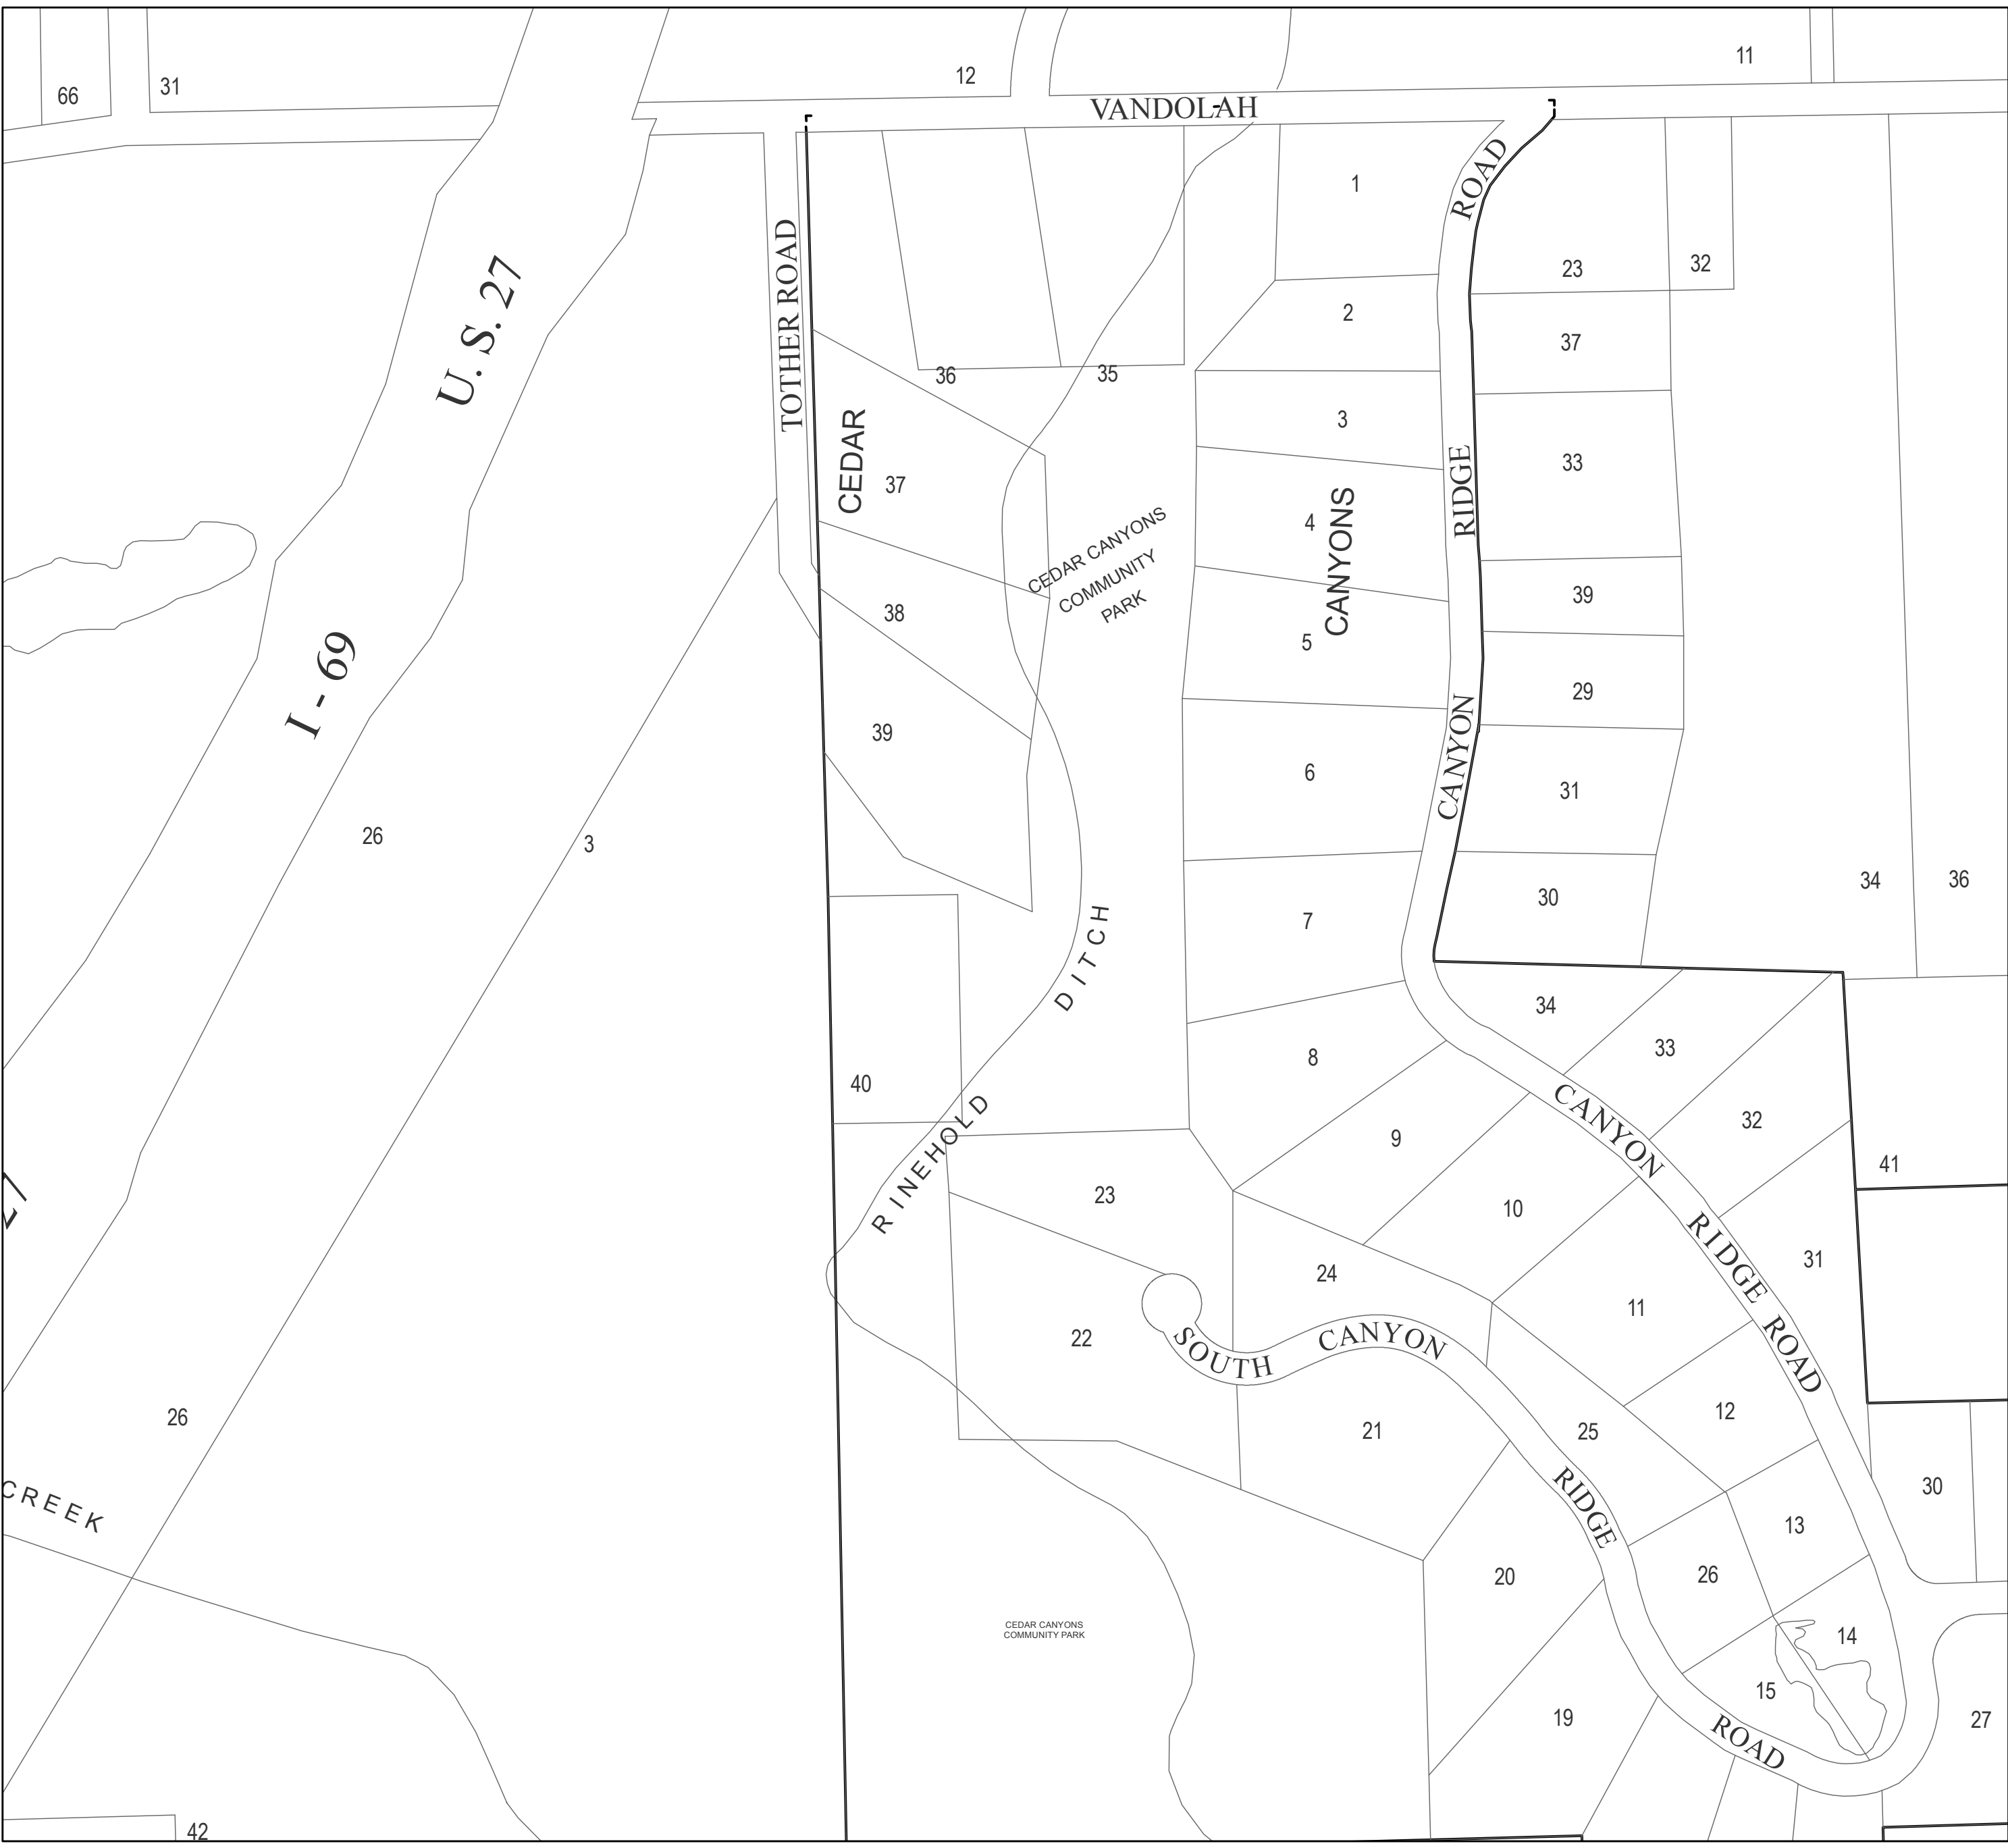 66
31
12
11
VANDOLAH
ROAD
1
23
32
U. S. 27
TOTHER ROAD
2
37
36
35
3
CEDAR
37
RIDGE
33
4
CANYONS
CEDAR CANYONS
COMMUNITY
PARK
39
38
5
I - 69
29
39
CANYON
6
31
26
3
34
36
30
7
DITCH
34
33
8
40
CANYON
32
9
RINEHOLD
41
23
10
27
RIDGE
31
24
11
22
SOUTH
CANYON
ROAD
12
26
21
25
30
CREEK
RIDGE
13
20
26
CEDAR CANYONS
COMMUNITY PARK
14
15
19
27
ROAD
42